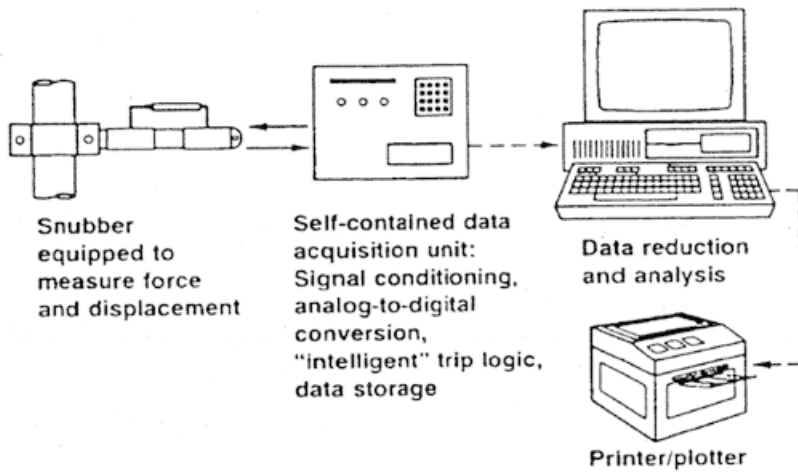 Snubber
equipped to
measure force
and displacement
Self-contained data
acquisition unit:
Signal conditioning,
analog-to-digital
conversion,
"intelligent" trip logic,
data storage
Data reduction
and analysis
Printer/plotter